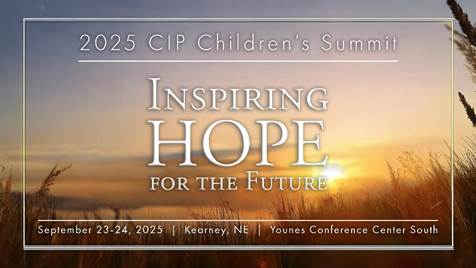 2025 CIP Children's Summit
INSPIRING
HOPE
FOR THE FUTURE
September 23-24, 2025 | Kearney, NE | Younes Conference Center South